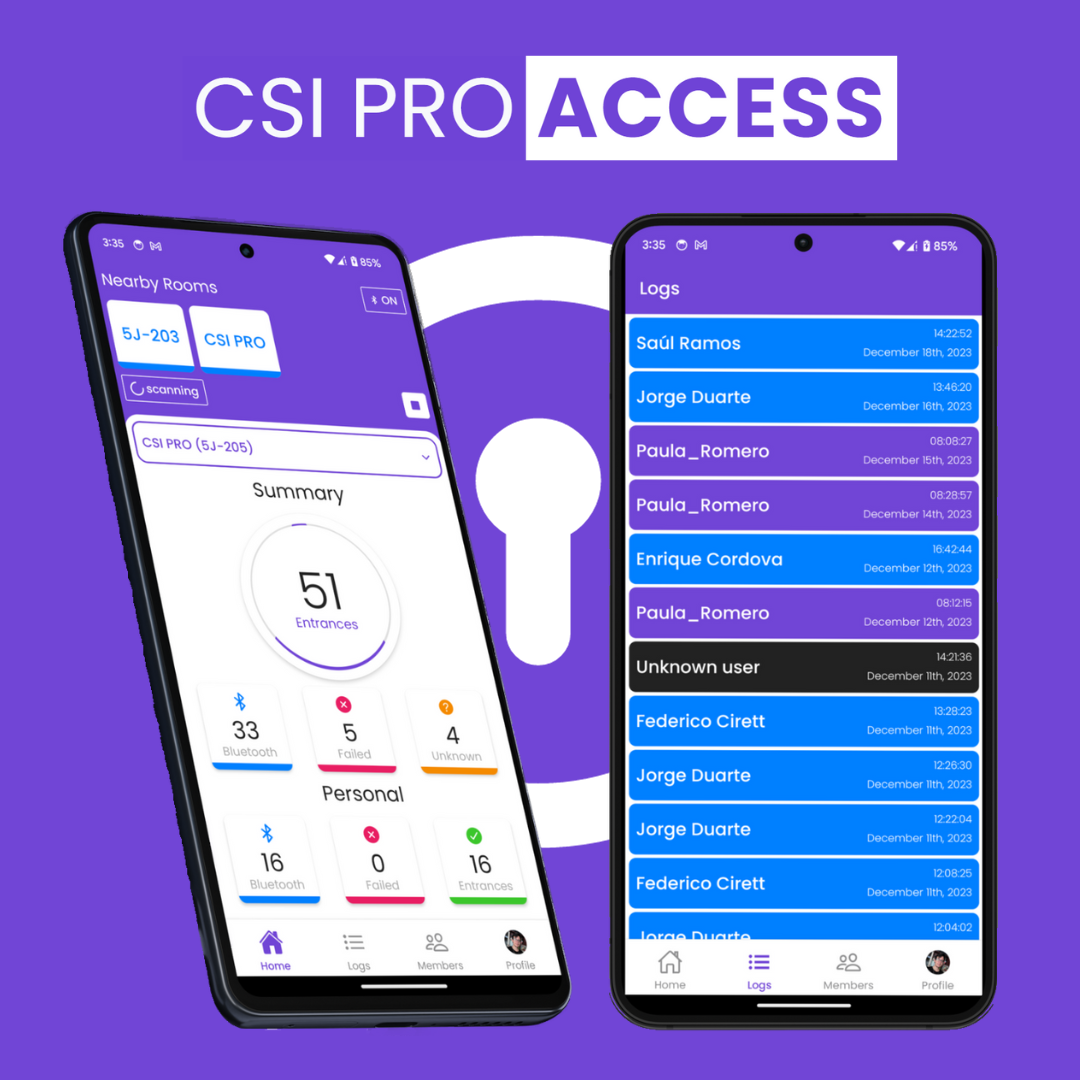 CSI PRO ACCESS
3:35 85%
Nearby Rooms
ON
5J-203 CSI PRO
scanning
CSI PRO (5J-205)
Summary
51
Entrances
33 5 4
Bluetooth Failed Unknown
Personal
16 0 16
Bluetooth Failed Entrances
Home Logs Members Profile
3:35 85%
Logs
Saúl Ramos 14:22:52
December 18th, 2023
Jorge Duarte 13:46:20
December 16th, 2023
Paula_Romero 08:08:27
December 15th, 2023
Paula_Romero 08:28:57
December 14th, 2023
Enrique Cordova 16:42:44
December 12th, 2023
Paula_Romero 08:12:15
December 12th, 2023
Unknown user 14:21:36
December 11th, 2023
Federico Cirett 13:28:23
December 11th, 2023
Jorge Duarte 12:26:30
December 11th, 2023
Jorge Duarte 12:22:04
December 11th, 2023
Federico Cirett 12:08:25
December 11th, 2023
Jorge Duarte 12:04:02
Home Logs Members Profile